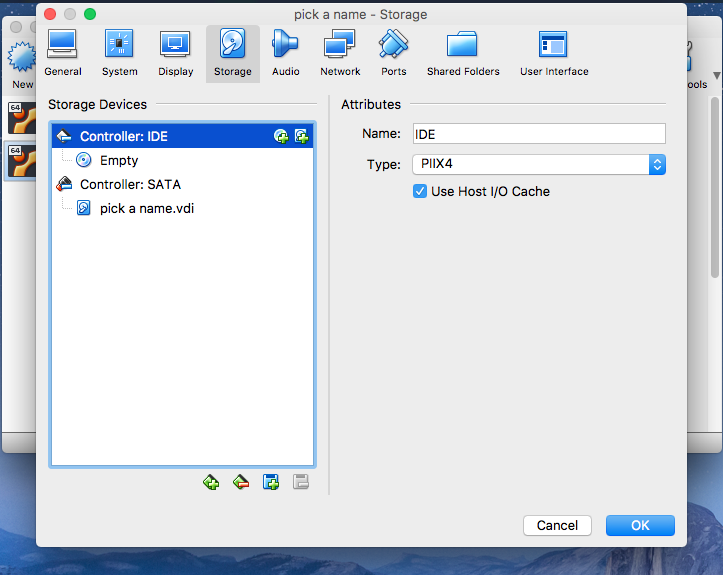 pick a name - Storage
General
System
Display
Storage
Audio
Network
Ports
Shared Folders
User Interface
New
ools
64
64
Storage Devices
Controller: IDE
Empty
Controller: SATA
pick a name.vdi
Attributes
Name: IDE
Type: PIIX4
Use Host I/O Cache
Cancel
OK